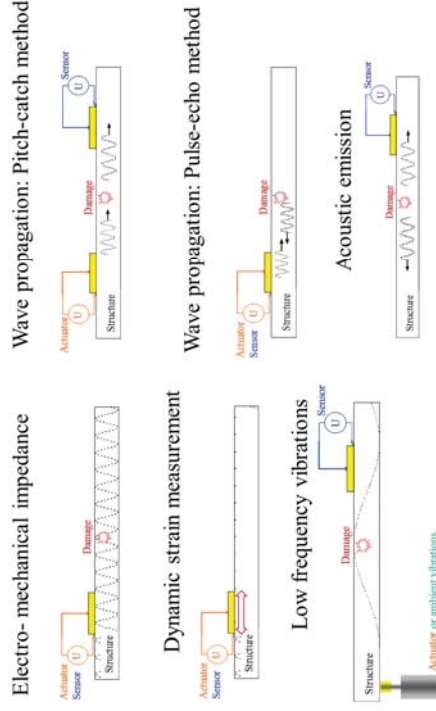 Electro- mechanical impedance
Actuator
Sensor
U
Damage
Structure
Wave propagation: Pitch-catch method
Actuator
U
Sensor
U
Damage
Structure
Dynamic strain measurement
Actuator
Sensor
U
Structure
Wave propagation: Pulse-echo method
Actuator
Sensor
U
Damage
Structure
Low frequency vibrations
Sensor
U
Damage
Structure
Actuator or ambient vibrations
Acoustic emission
Sensor
U
Damage
Structure